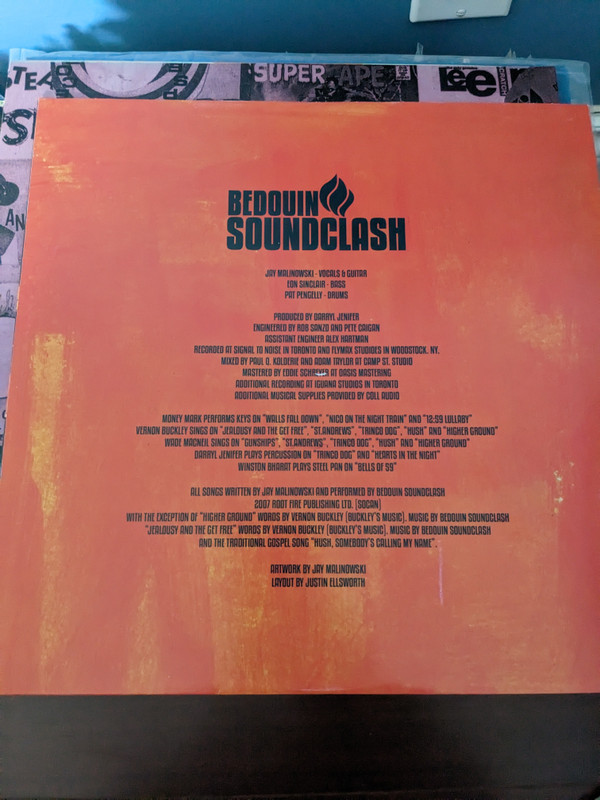 SUPER APE
Lee
BEDOUIN
SOUNDCLASH
JAY MALINOWSKI - VOCALS & GUITAR
EON SINCLAIR - BASS
PAT PENGELLY - DRUMS
PRODUCED BY DARRYL JENIFER
ENGINEERED BY ROB SANZO AND PETE CAIGAN
ASSISTANT ENGINEER ALEX HARTMAN
RECORDED AT SIGNAL TO NOISE IN TORONTO AND FLYMAX STUDIOES IN WOODSTOCK, NY.
MIXED BY PAUL Q. KOLDERIE AND ADAM TAYLOR AT CAMP ST. STUDIO
MASTERED BY EDDIE AT OASIS MASTERING
ADDITIONAL RECORDING AT IGUANA STUDIOS IN TORONTO
ADDITIONAL MUSICAL SUPPLIES PROVIDED BY COLL AUDIO
MONEY MARK PERFORMS KEYS ON "WALLS FALL DOWN", "NICO ON THE NIGHT TRAIN" AND "12:59 LULLABY"
VERNON BUCKLEY SINGS ON "JEALOUSY AND THE GET FREE", "ST.ANDREWS", "TRINCO DOG", "HUSH" AND "HIGHER GROUND"
WADE MACNEIL SINGS ON "GUNSHIPS", "ST.ANDREWS", "TRINCO DOG", "HUSH" AND "HIGHER GROUND"
DARRYL JENIFER PLAYS PERCUSSION ON "TRINCO DOG" AND "HEARTS IN THE NIGHT"
WINSTON BHARAT PLAYS STEEL PAN ON "BELLS OF 59"
ALL SONGS WRITTEN BY JAY MALINOWSKI AND PERFORMED BY BEDOUIN SOUNDCLASH
2007 ROOT FIRE PUBLISHING LTD. [SOCAN]
WITH THE EXCEPTION OF "HIGHER GROUND" WORDS BY VERNON BUCKLEY [BUCKLEY'S MUSIC], MUSIC BY BEDOUIN SOUNDCLASH
"JEALOUSY AND THE GET FREE" WORDS BY VERNON BUCKLEY [BUCKLEY'S MUSIC], MUSIC BY BEDOUIN SOUNDCLASH
AND THE TRADITIONAL GOSPEL SONG "HUSH, SOMEBODY'S CALLING MY NAME".
ARTWORK BY JAY MALINOWSKI
LAYOUT BY JUSTIN ELLSWORTH